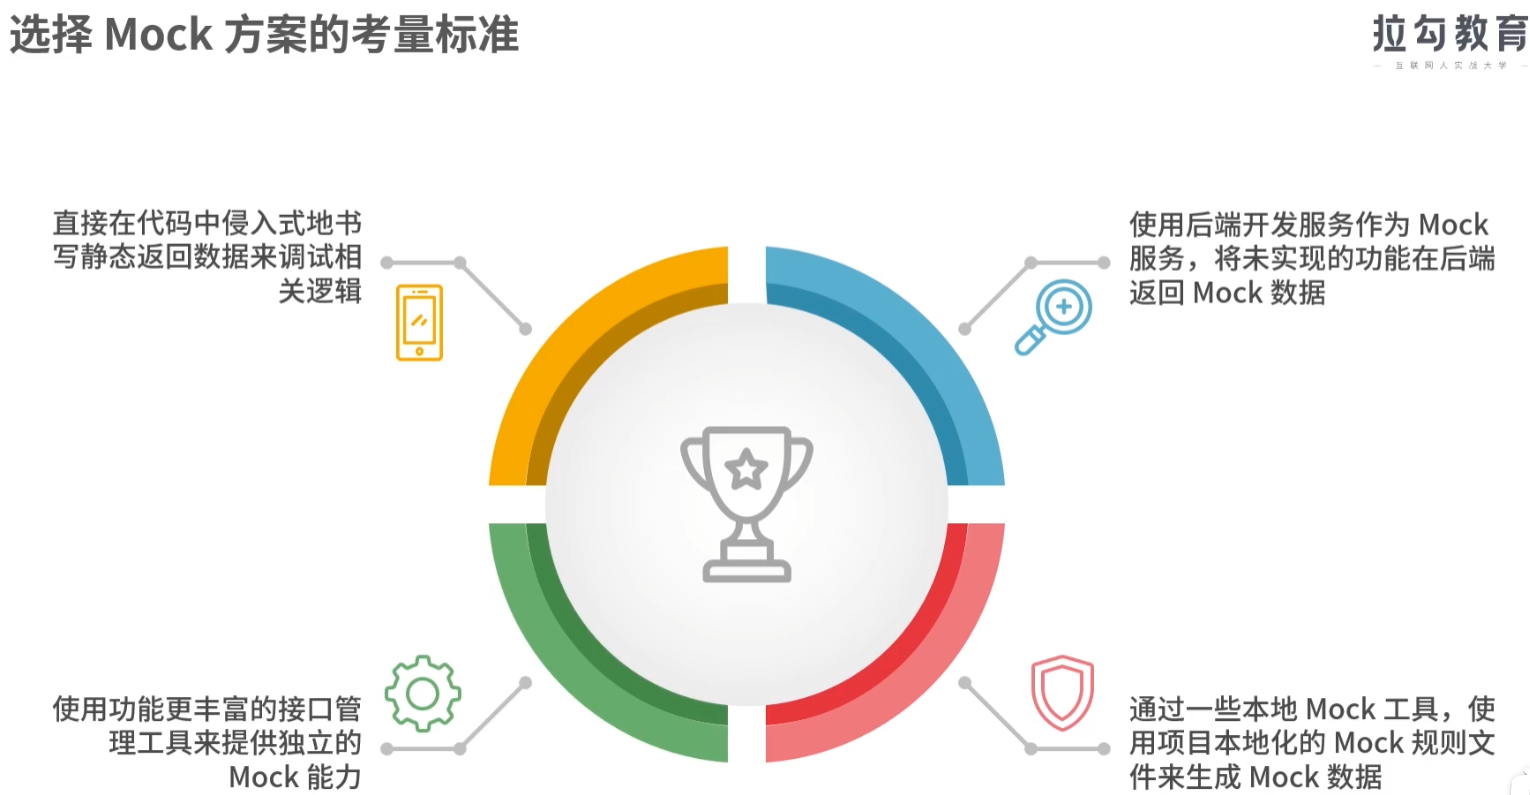 选择 Mock 方案的考量标准
拉勾教育
互联网人实战大学
直接在代码中侵入式地书
写静态返回数据来调试相
关逻辑
使用后端开发服务作为 Mock
服务，将未实现的功能在后端
返回 Mock 数据
使用功能更丰富的接口管
理工具来提供独立的
Mock 能力
通过一些本地 Mock 工具，使
用项目本地化的 Mock 规则文
件来生成 Mock 数据